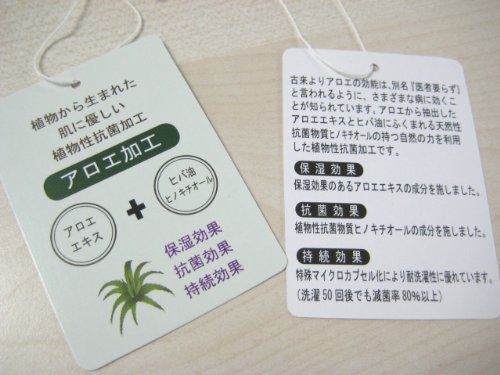 植物から生まれた
肌に優しい
植物性抗菌加工
アロエ加工
アロエ
エキス
+
ヒバ油
ヒノキチオール
保湿効果
抗菌効果
持続効果
古来よりアロエの効能は、別名『医者要らず』
と言われるように、さまざまな病に効くこ
とが知られています。アロエから抽出した
アロエエキスとヒバ油にふくまれる天然性
抗菌物質ヒノキチオールの持つ自然の力を利
用した植物性抗菌加工です。
保湿効果
保湿効果のあるアロエエキスの成分を施しました。
抗菌効果
植物性抗菌物質ヒノキチオールの成分を施しました。
持続効果
特殊マイクロカプセル化により耐洗濯性に優れています。
（洗濯50回後でも滅菌率80%以上）